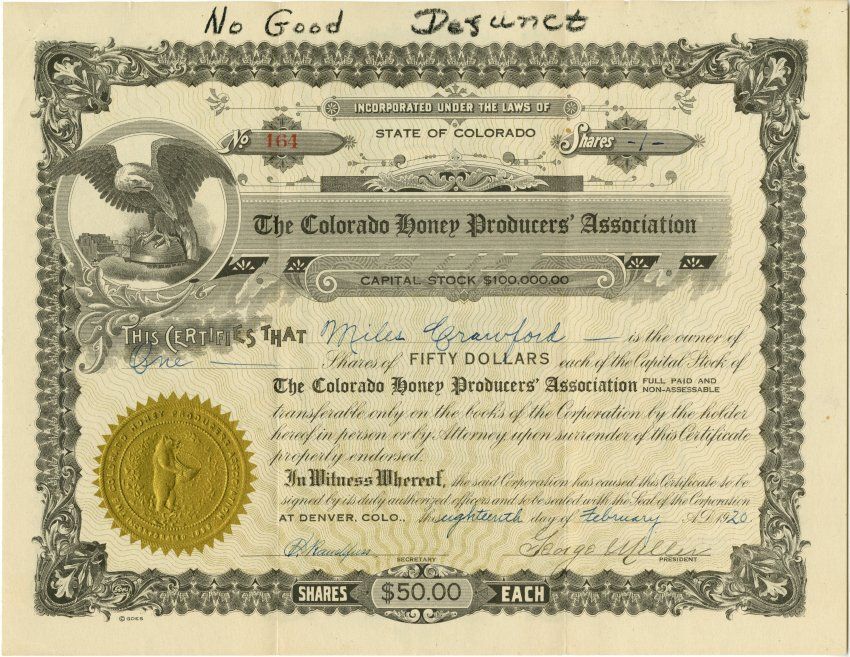 No Good Defunct
INCORPORATED UNDER THE LAWS OF
STATE OF COLORADO
No 164
Shares -1-
The Colorado Honey Producers' Association
CAPITAL STOCK $100,000.00
THIS CERTIFIES THAT Miles Crawford — is the owner of
One — Shares of FIFTY DOLLARS each of the Capital Stock of
The Colorado Honey Producers' Association FULL PAID AND NON-ASSESSABLE
transferable only on the books of the Corporation by the holder
hereof in person or by Attorney upon surrender of this Certificate
properly endorsed.
In Witness Whereof, the said Corporation has caused this Certificate to be
signed by its duly authorized officers and to be sealed with the Seal of the Corporation
AT DENVER, COLO., this eighteenth day of February A.D. 1920
George Miller
SECRETARY
PRESIDENT
SHARES $50.00 EACH
© GOES